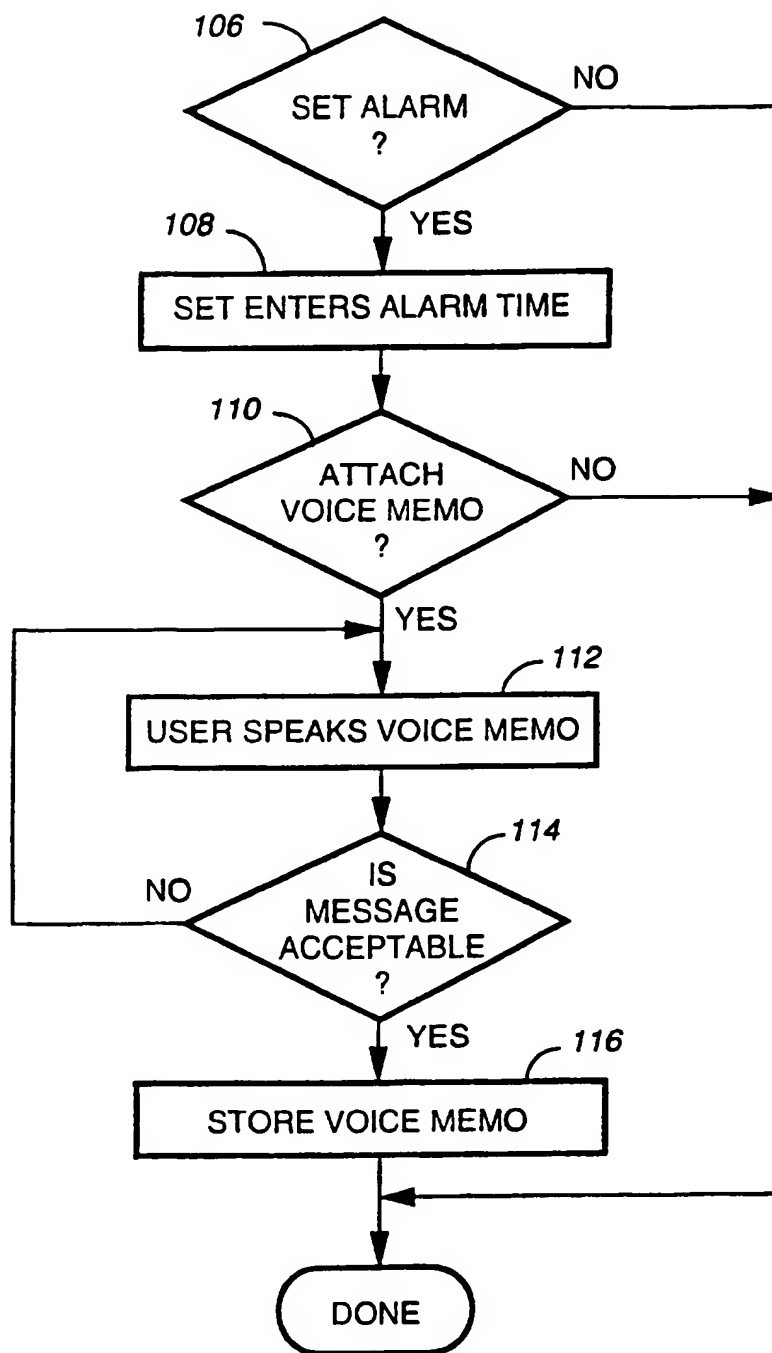 106
SET ALARM
?
NO
YES
108
SET ENTERS ALARM TIME
110
ATTACH
VOICE MEMO
?
NO
YES
112
USER SPEAKS VOICE MEMO
114
IS
MESSAGE
ACCEPTABLE
?
NO
YES
116
STORE VOICE MEMO
DONE